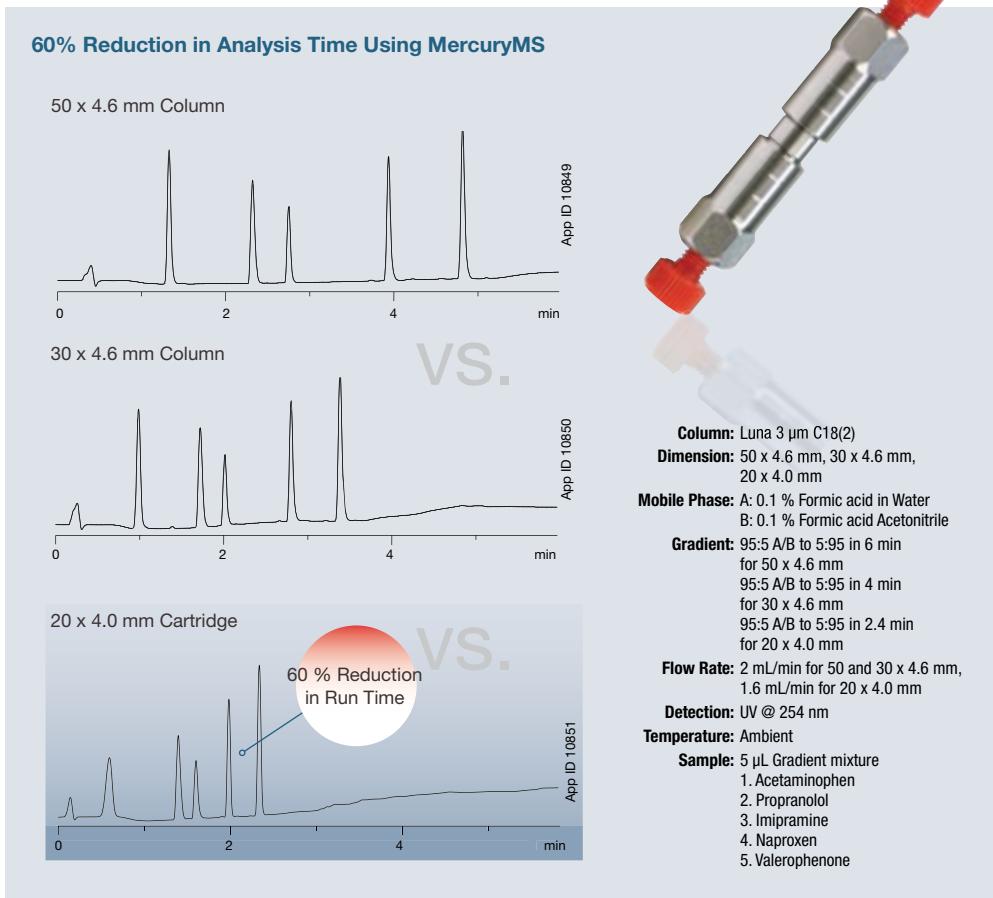 60% Reduction in Analysis Time Using MercuryMS
50 x 4.6 mm Column
App ID 10849
0 2 4 min
30 x 4.6 mm Column
vs.
App ID 10850
0 2 4 min
20 x 4.0 mm Cartridge
vs.
60 % Reduction
in Run Time
App ID 10851
0 2 4 min
Column: Luna 3 µm C18(2)
Dimension: 50 x 4.6 mm, 30 x 4.6 mm,
20 x 4.0 mm
Mobile Phase: A: 0.1 % Formic acid in Water
B: 0.1 % Formic acid Acetonitrile
Gradient: 95:5 A/B to 5:95 in 6 min
for 50 x 4.6 mm
95:5 A/B to 5:95 in 4 min
for 30 x 4.6 mm
95:5 A/B to 5:95 in 2.4 min
for 20 x 4.0 mm
Flow Rate: 2 mL/min for 50 and 30 x 4.6 mm,
1.6 mL/min for 20 x 4.0 mm
Detection: UV @ 254 nm
Temperature: Ambient
Sample: 5 µL Gradient mixture
1. Acetaminophen
2. Propranolol
3. Imipramine
4. Naproxen
5. Valerophenone